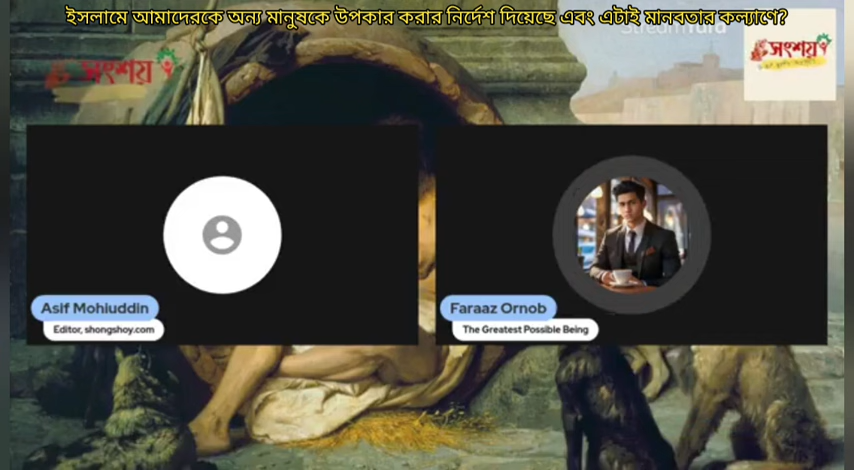 ইসলামে আমাদেরকে অন্য মানুষকে উপকার করার নির্দেশ দিয়েছে এবং এটাই মানবতার কল্যাণে?
StreamYard
সংশয়
সংশয়
Asif Mohiuddin
Editor, shongshoy.com
Faraaz Ornob
The Greatest Possible Being